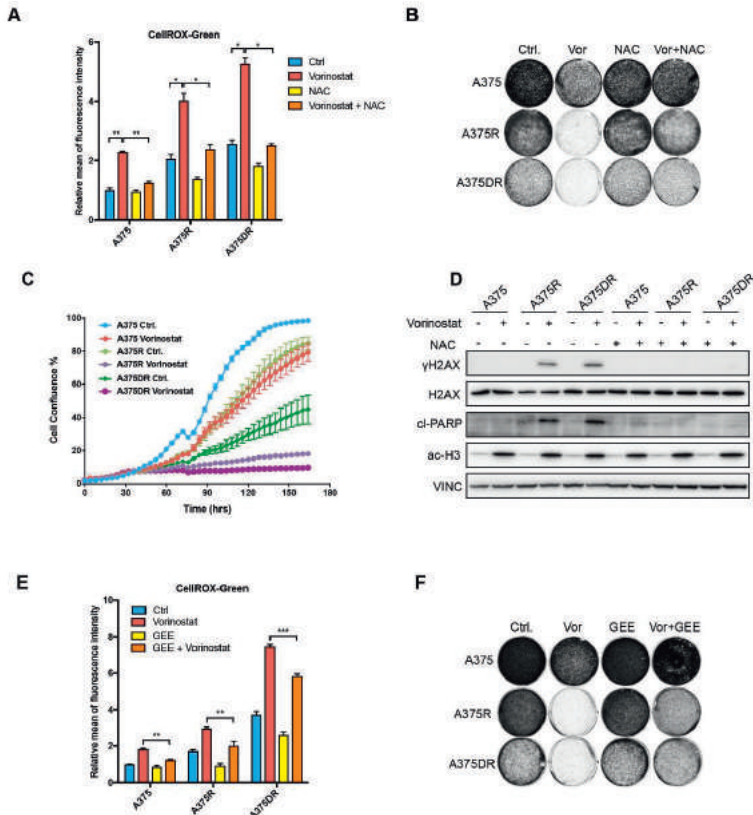 A
CellROX-Green
Relative mean of fluorescence intensity
6
4
2
0
** ** * * * *
Ctrl
Vorinostat
NAC
Vorinostat + NAC
A375 A375R A375DR
B
Ctrl. Vor NAC Vor+NAC
A375
A375R
A375DR
C
Cell Confluence %
100
80
60
40
20
0
A375 Ctrl.
A375 Vorinostat
A375R Ctrl.
A375R Vorinostat
A375DR Ctrl.
A375DR Vorinostat
0 30 60 90 120 150 180
Time (hrs)
D
A375 A375R A375DR A375 A375R A375DR
Vorinostat - + - + - + - + - + - +
NAC - - - - - - + + + + + +
γH2AX
H2AX
cl-PARP
ac-H3
VINC
E
CellROX-Green
Relative mean of fluorescence intensity
8
6
4
2
0
Ctrl
Vorinostat
GEE
GEE + Vorinostat
** ** ***
A375 A375R A375DR
F
Ctrl. Vor GEE Vor+GEE
A375
A375R
A375DR